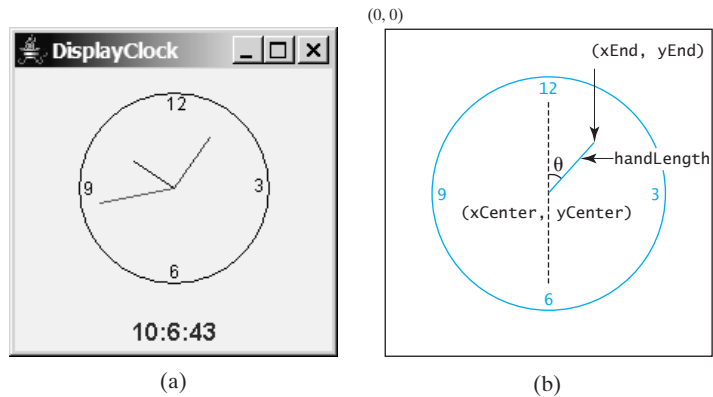 DisplayClock
12
9
3
6
10:6:43
(a)
(0, 0)
(xEnd, yEnd)
12
θ
handLength
9
3
(xCenter, yCenter)
6
(b)